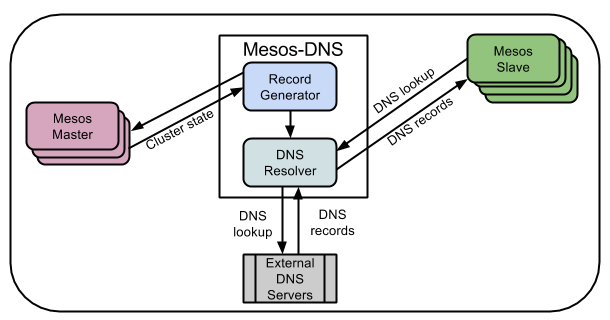 Mesos-DNS
Record
Generator
Mesos
Slave
Mesos
Master
Cluster state
DNS lookup
DNS records
DNS
Resolver
DNS
lookup
DNS
records
External
DNS
Servers